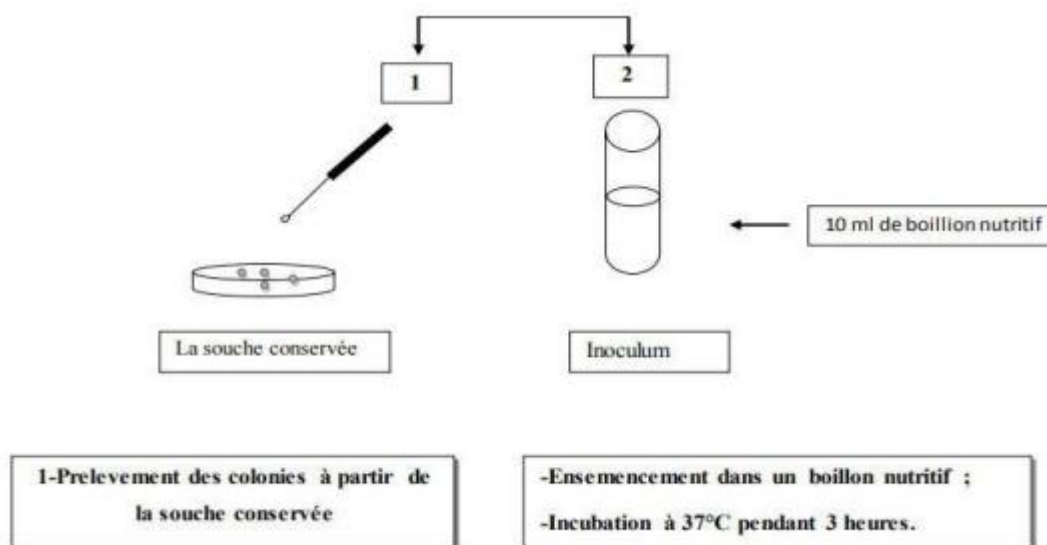 1
2
10 ml de boillion nutritif
La souche conservée
Inoculum
1-Prelevement des colonies à partir de
la souche conservée
-Ensemencement dans un boillon nutritif ;
-Incubation à 37°C pendant 3 heures.